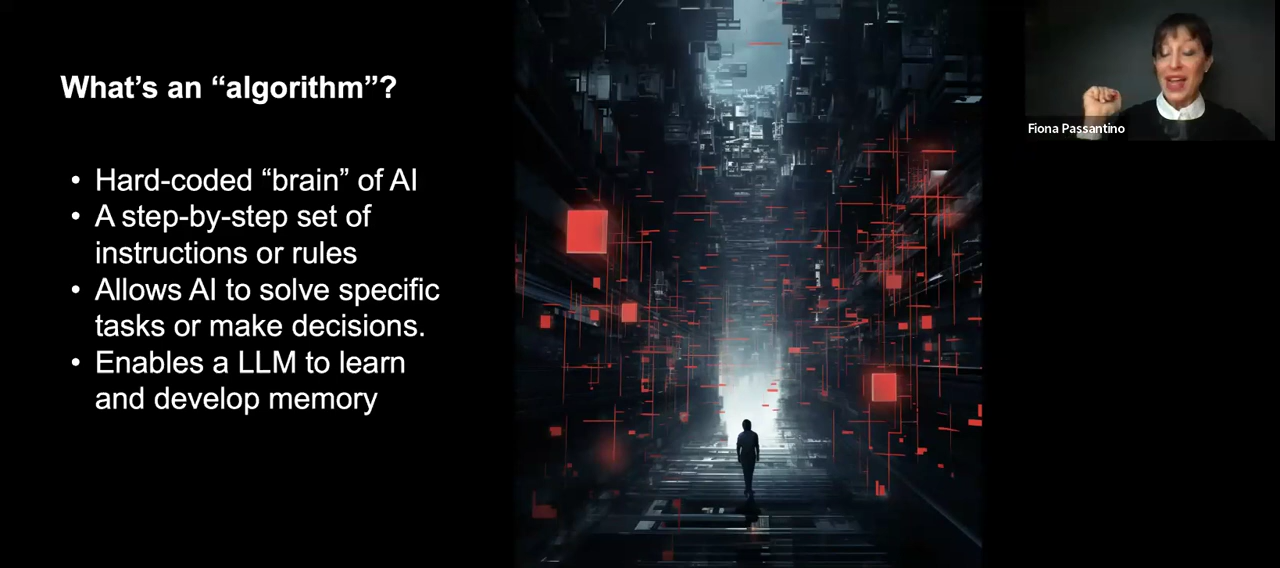 What’s an “algorithm”?
• Hard-coded “brain” of AI
• A step-by-step set of
instructions or rules
• Allows AI to solve specific
tasks or make decisions.
• Enables a LLM to learn
and develop memory
Fiona Passantino